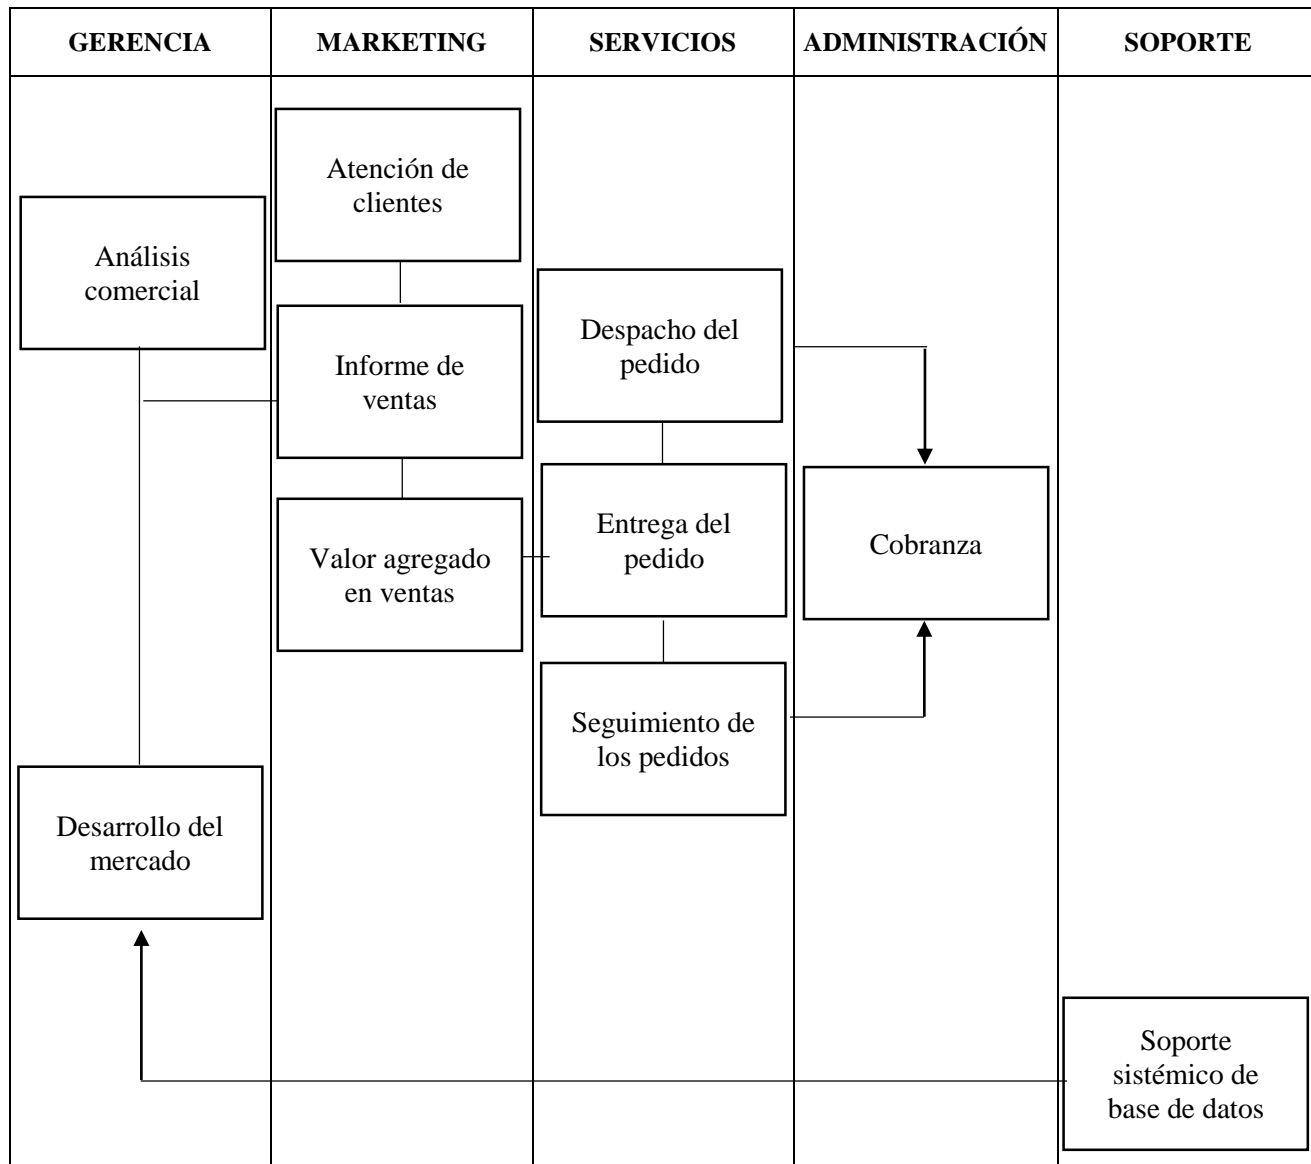 GERENCIA
MARKETING
SERVICIOS
ADMINISTRACIÓN
SOPORTE
Análisis
comercial
Desarrollo del
mercado
Atención de
clientes
Informe de
ventas
Valor agregado
en ventas
Despacho del
pedido
Entrega del
pedido
Seguimiento de
los pedidos
Cobranza
Soporte
sistémico de
base de datos